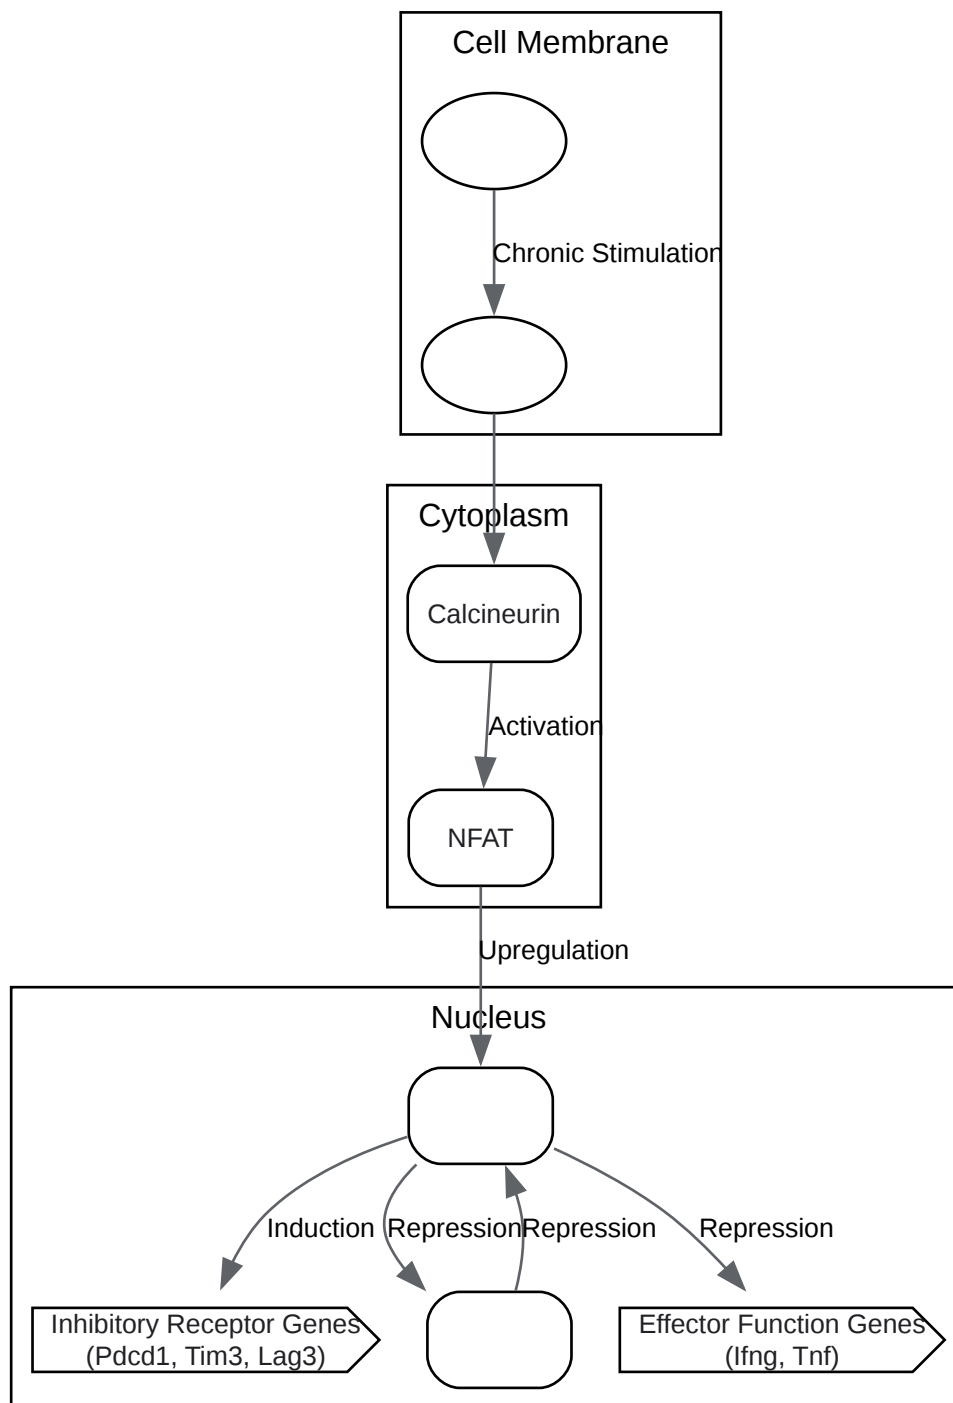 Cell Membrane
Chronic Stimulation
Cytoplasm
Calcineurin
Activation
NFAT
Upregulation
Nucleus
Induction
Repression
Repression
Repression
Inhibitory Receptor Genes
(Pdcd1, Tim3, Lag3)
Effector Function Genes
(Ifng, Tnf)